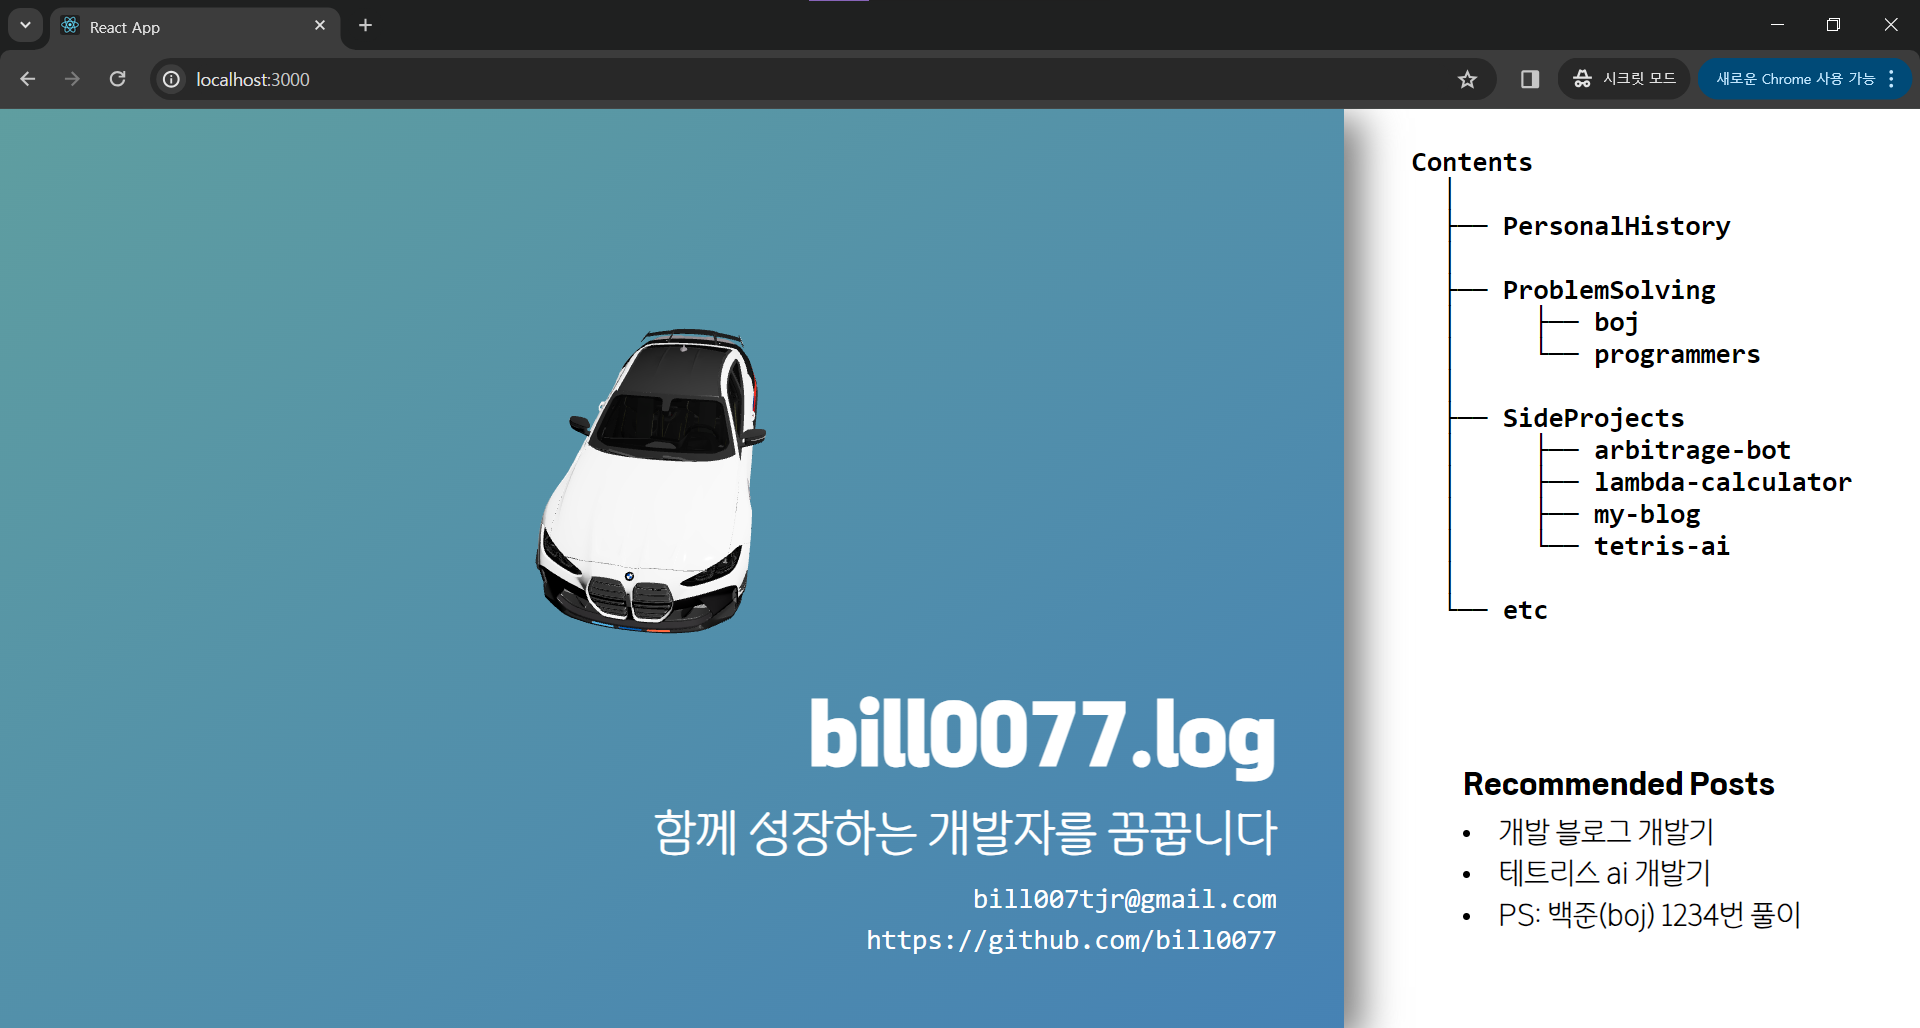 React App
localhost:3000
시크릿 모드
새로운 Chrome 사용 가능
bill0077.log
함께 성장하는 개발자를 꿈꿉니다
bill007tjr@gmail.com
https://github.com/bill0077
Contents
PersonalHistory
ProblemSolving
boj
programmers
SideProjects
arbitrage-bot
lambda-calculator
my-blog
tetris-ai
etc
Recommended Posts
• 개발 블로그 개발기
• 테트리스 ai 개발기
• PS: 백준(boj) 1234번 풀이